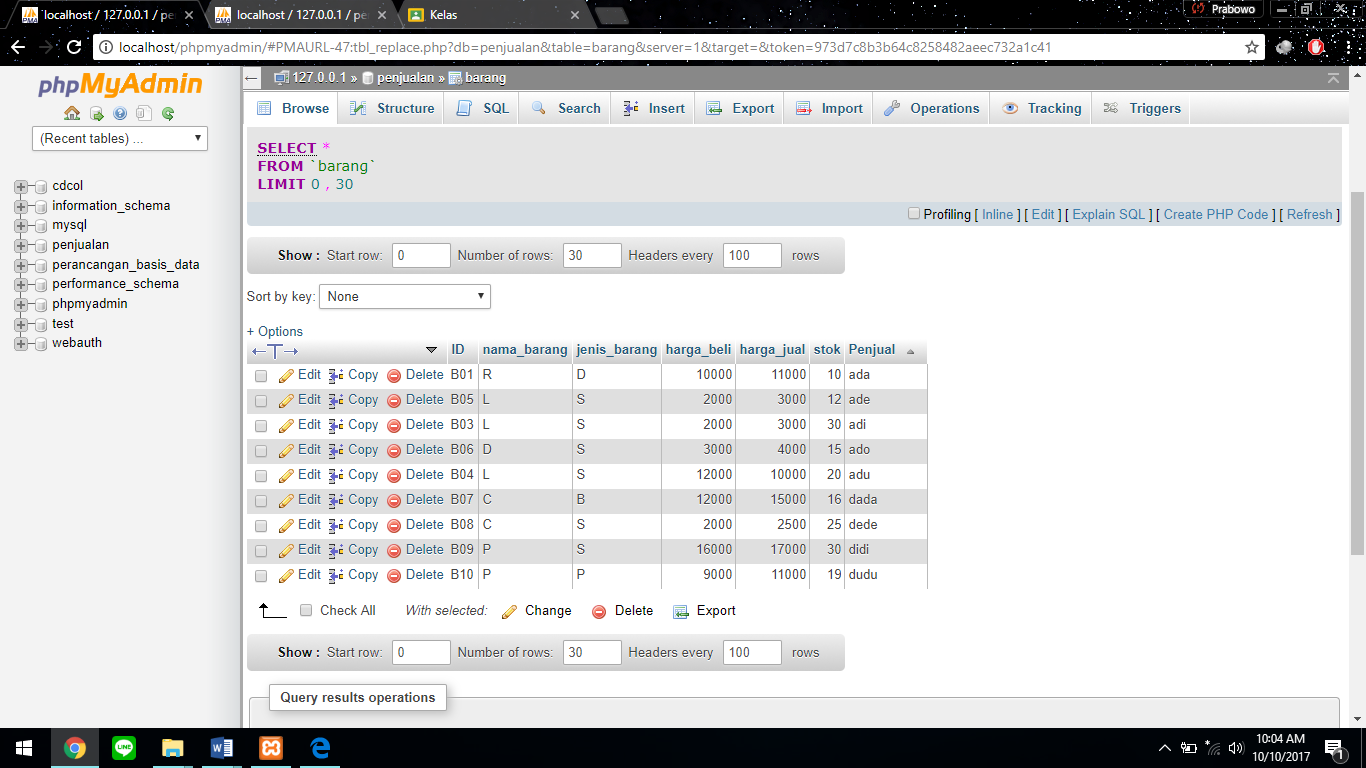 localhost / 127.0.0.1 / pe
localhost / 127.0.0.1 / pe
Kelas
Prabowo
localhost/phpmyadmin/#PMAURL-47:tbl_replace.php?db=penjualan&table=barang&server=1&target=&token=973d7c8b3b64c8258482aeec732a1c41
phpMyAdmin
(Recent tables) ...
cdcol
information_schema
mysql
penjualan
perancangan_basis_data
performance_schema
phpmyadmin
test
webauth
127.0.0.1 » penjualan » barang
Browse Structure SQL Search Insert Export Import Operations Tracking Triggers
SELECT *
FROM `barang`
LIMIT 0 , 30
Profiling [ Inline ] [ Edit ] [ Explain SQL ] [ Create PHP Code ] [ Refresh ]
Show : Start row: 0 Number of rows: 30 Headers every 100 rows
Sort by key: None
+ Options
←T→ ID nama_barang jenis_barang harga_beli harga_jual stok Penjual
Edit Copy Delete B01 R D 10000 11000 10 ada
Edit Copy Delete B05 L S 2000 3000 12 ade
Edit Copy Delete B03 L S 2000 3000 30 adi
Edit Copy Delete B06 D S 3000 4000 15 ado
Edit Copy Delete B04 L S 12000 10000 20 adu
Edit Copy Delete B07 C B 12000 15000 16 dada
Edit Copy Delete B08 C S 2000 2500 25 dede
Edit Copy Delete B09 P S 16000 17000 30 didi
Edit Copy Delete B10 P P 9000 11000 19 dudu
Check All With selected: Change Delete Export
Show : Start row: 0 Number of rows: 30 Headers every 100 rows
Query results operations
10:04 AM
10/10/2017
1